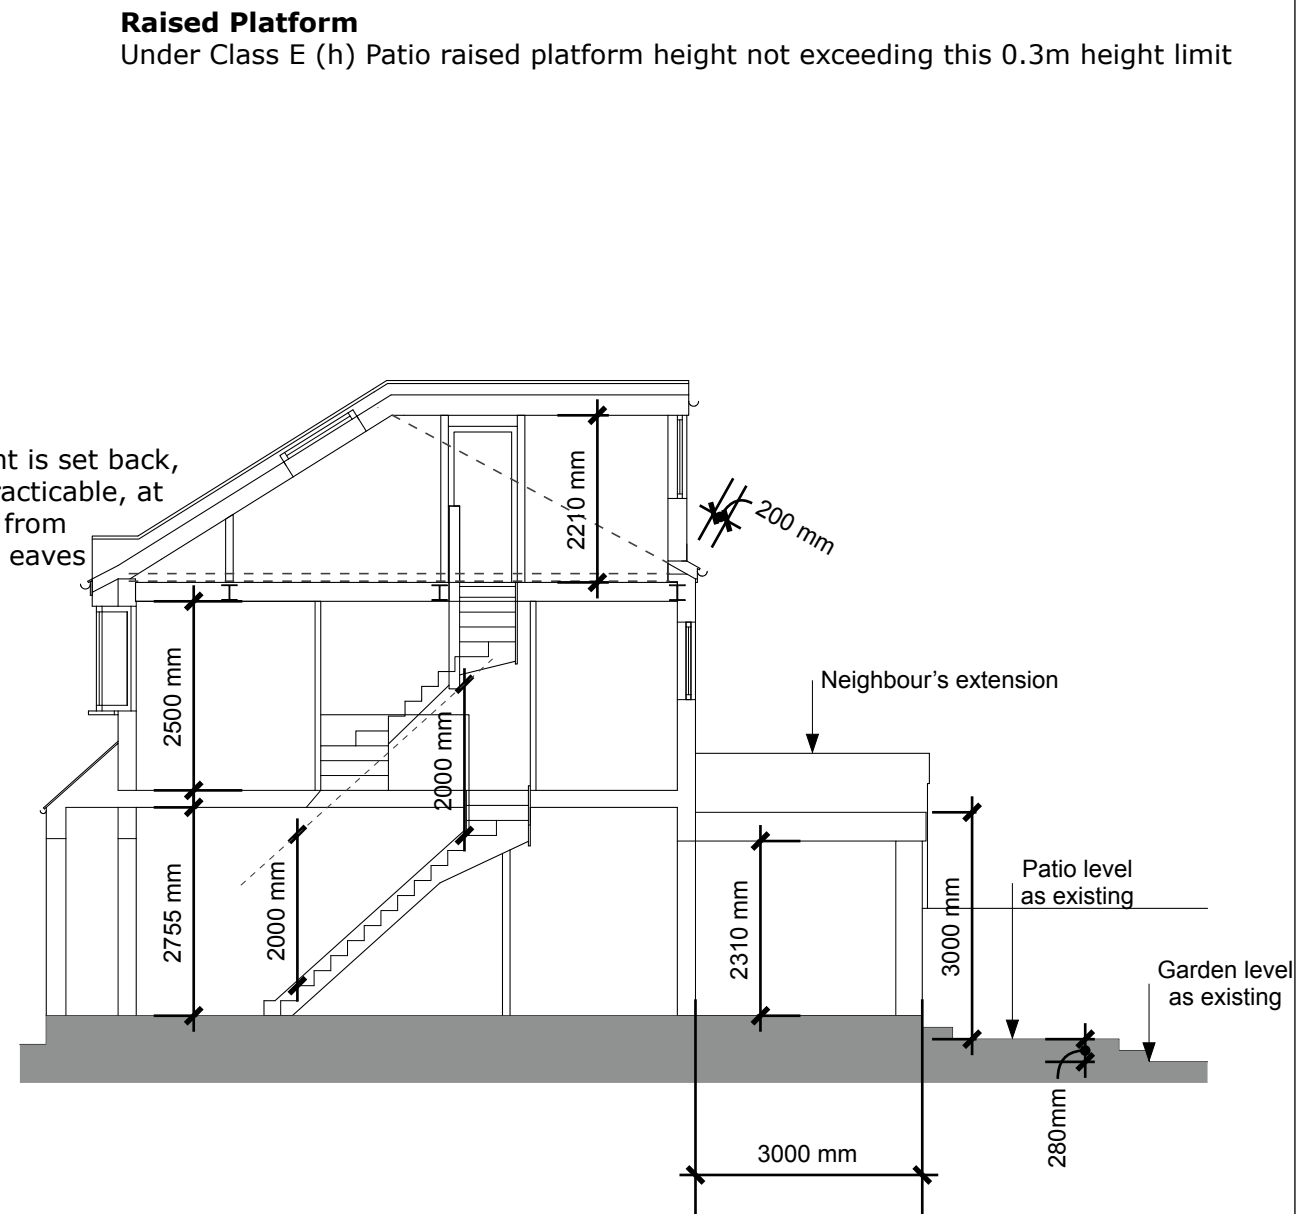 Raised Platform
Under Class E (h) Patio raised platform height not exceeding this 0.3m height limit
nt is set back,
racticable, at
from
eaves
2210 mm
200 mm
2500 mm
2000 mm
Neighbour's extension
2755 mm
2000 mm
2310 mm
3000 mm
Patio level
as existing
Garden level
as existing
280mm
3000 mm